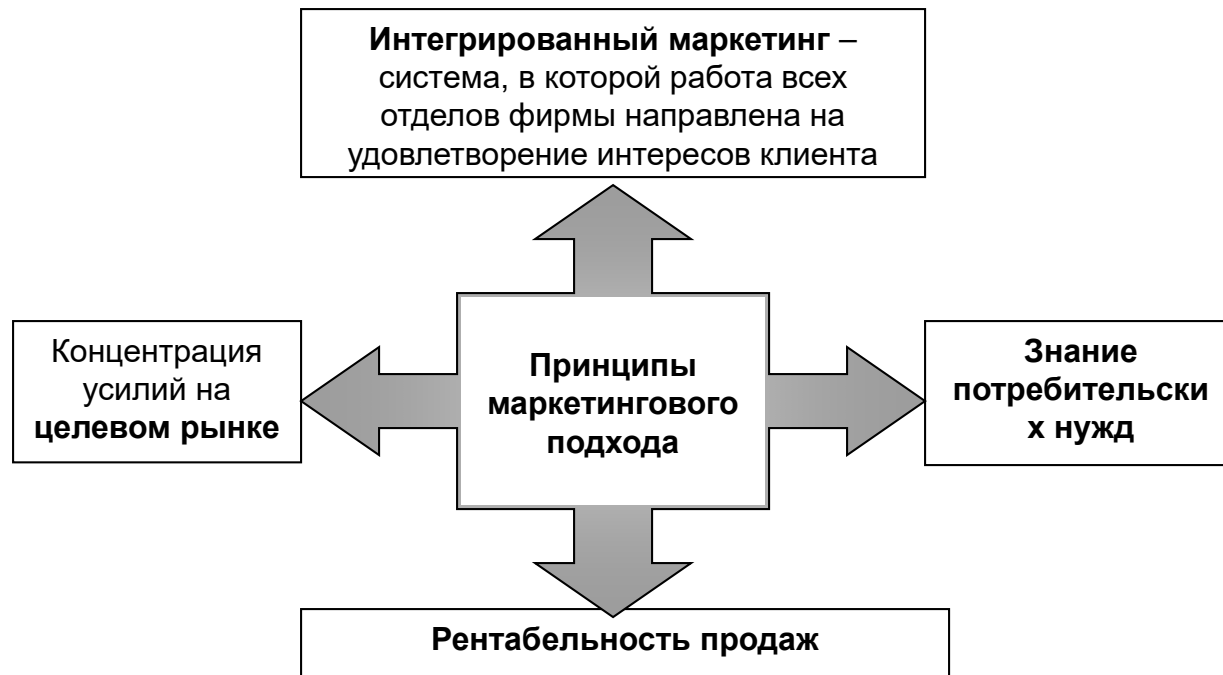 Интегрированный маркетинг –
система, в которой работа всех
отделов фирмы направлена на
удовлетворение интересов клиента
Концентрация
усилий на
целевом рынке
Принципы
маркетингового
подхода
Знание
потребительски
х нужд
Рентабельность продаж